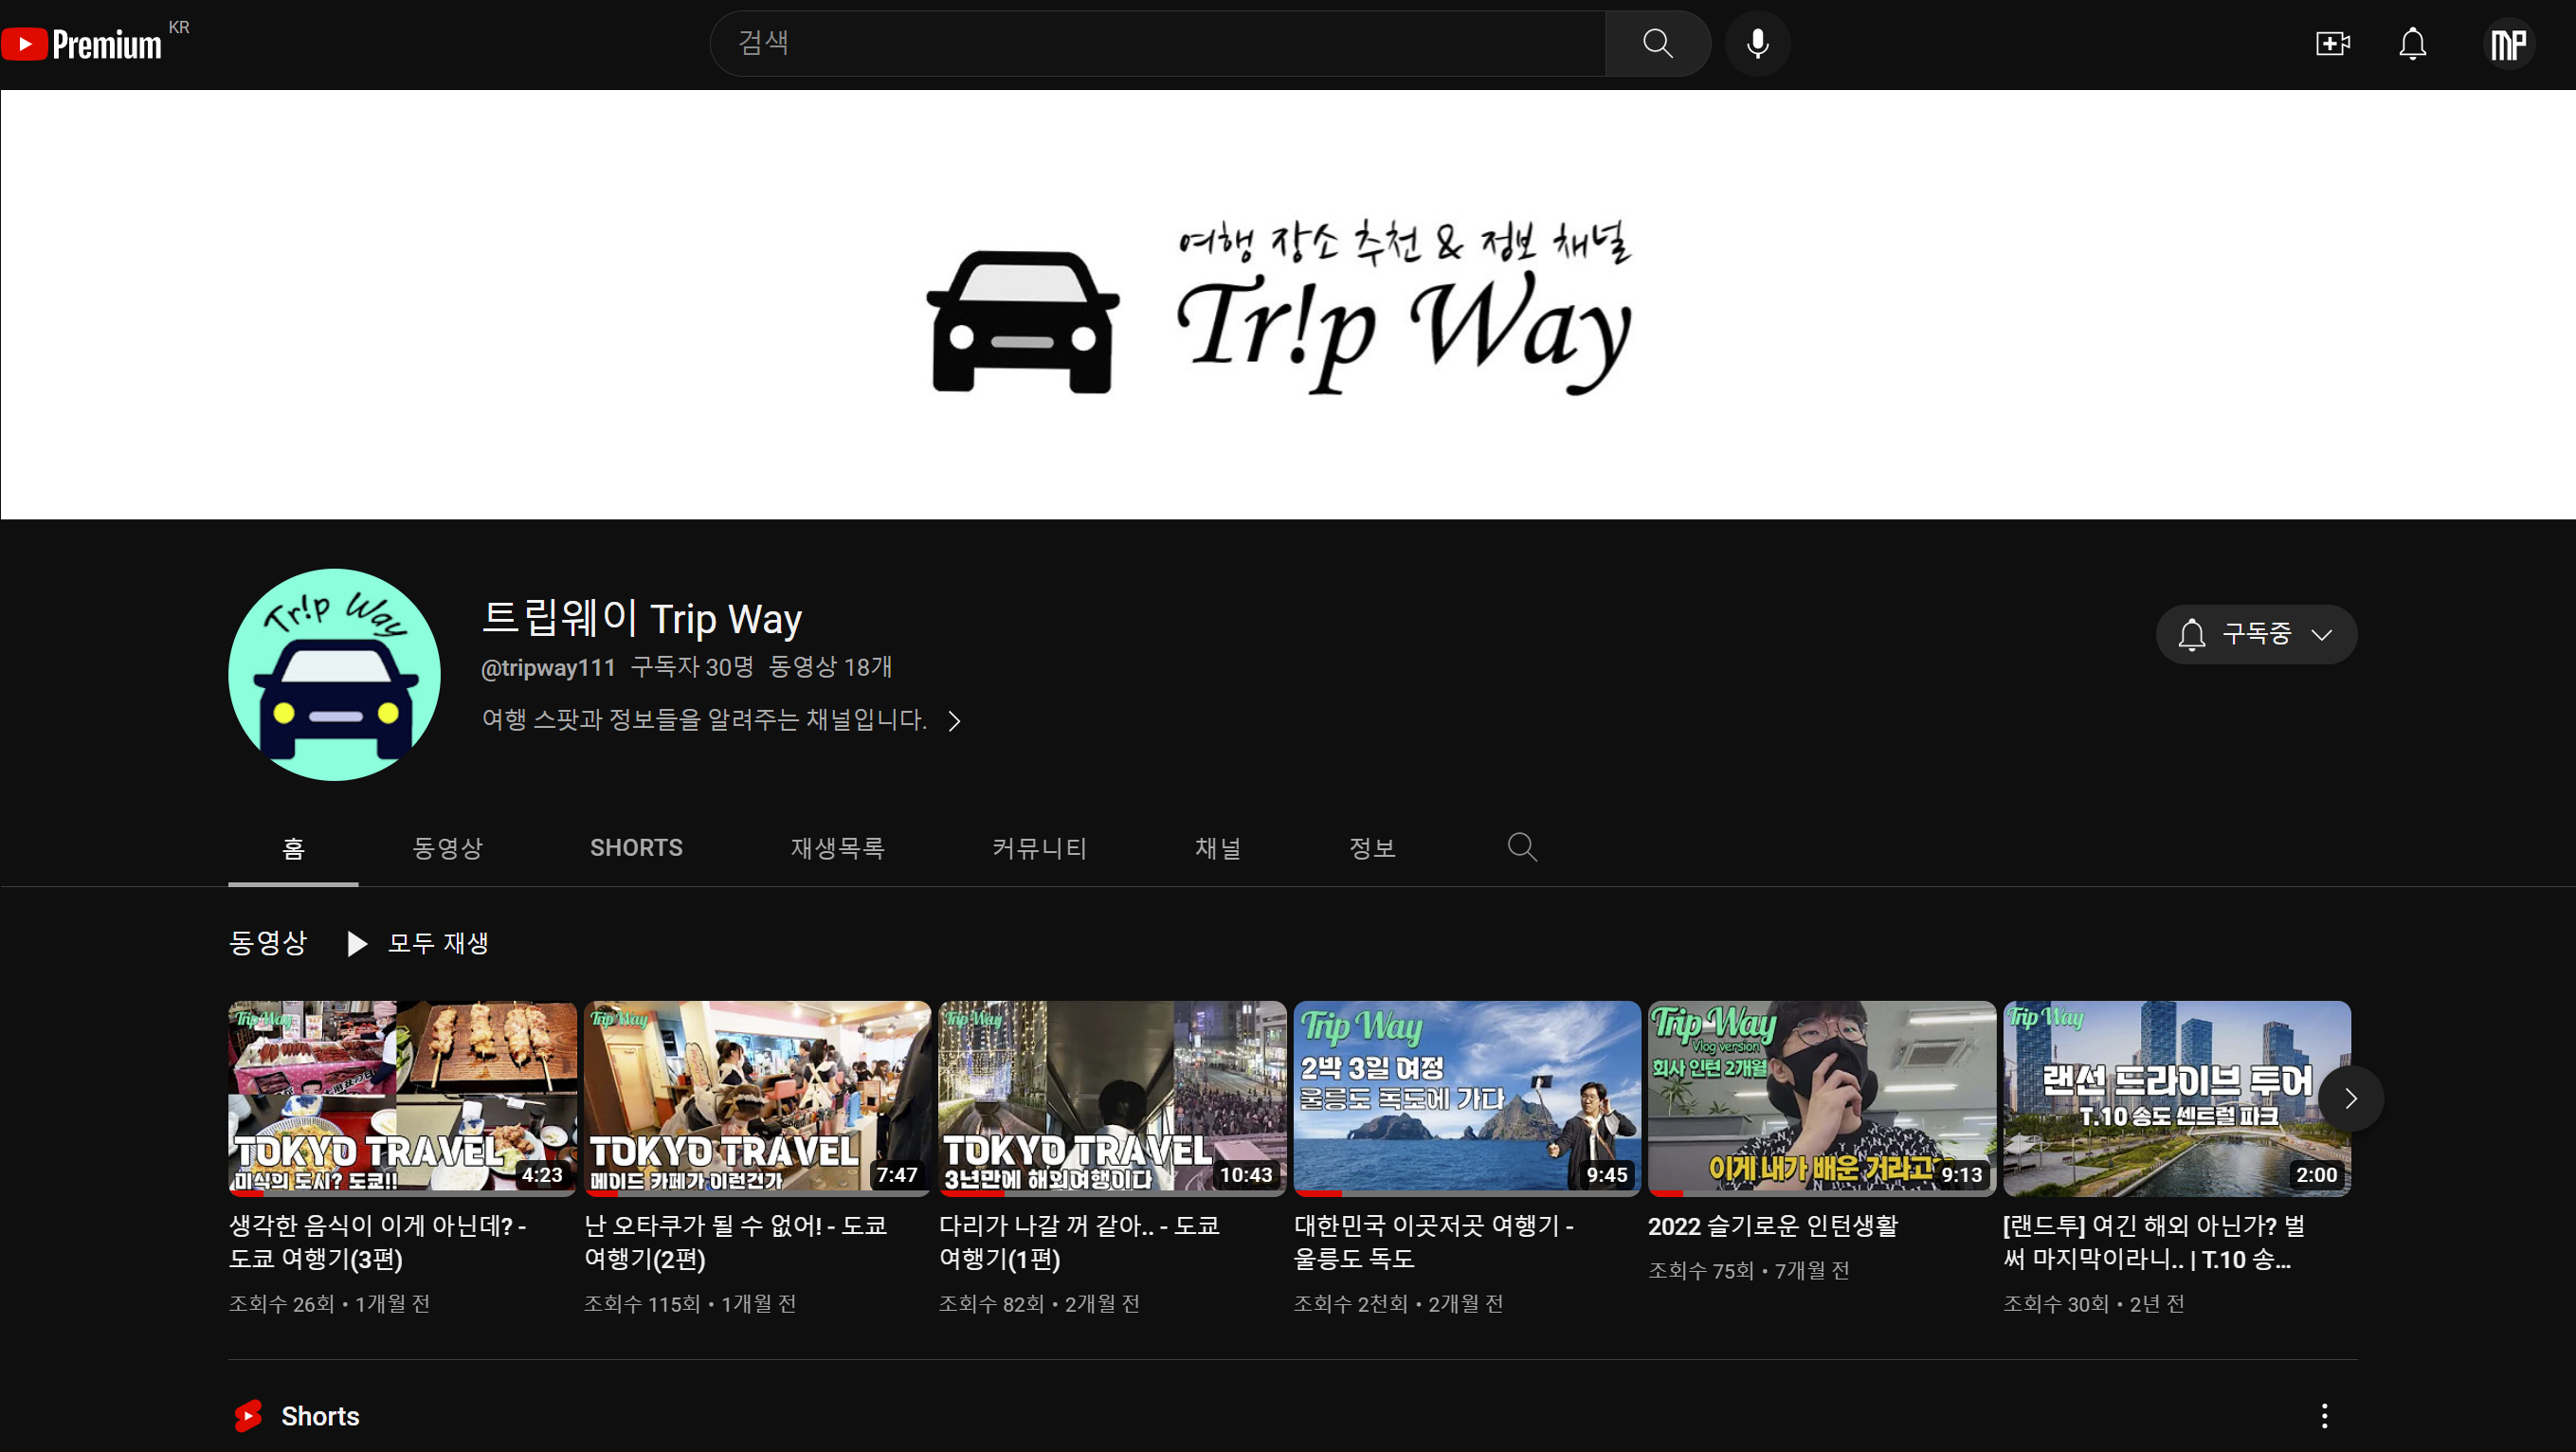 Premium KR
검색
여행 장소 추천 & 정보 채널
Tr!p Way
Tr!p Way
트립웨이 Trip Way
@tripway111 구독자 30명 동영상 18개
여행 스팟과 정보들을 알려주는 채널입니다.
구독중
홈 동영상 SHORTS 재생목록 커뮤니티 채널 정보
동영상 모두 재생
Trip Way
TOKYO TRAVEL
미식의 도시? 도쿄!!
4:23
생각한 음식이 이게 아닌데? -
도쿄 여행기(3편)
조회수 26회 • 1개월 전
Trip Way
TOKYO TRAVEL
메이드 카페가 이런건가
7:47
난 오타쿠가 될 수 없어! - 도쿄
여행기(2편)
조회수 115회 • 1개월 전
Trip Way
TOKYO TRAVEL
3년만에 해외여행이다
10:43
다리가 나갈 꺼 같아.. - 도쿄
여행기(1편)
조회수 82회 • 2개월 전
Trip Way
2박 3일 여정
울릉도 독도에 가다
9:45
대한민국 이곳저곳 여행기 -
울릉도 독도
조회수 2천회 • 2개월 전
Trip Way
Vlog version
회사 인턴 2개월
이게 내가 배운 거라고?
9:13
2022 슬기로운 인턴생활
조회수 75회 • 7개월 전
Trip Way
랜선 드라이브 투어
T.10 송도 센트럴 파크
2:00
[랜드투] 여긴 해외 아닌가? 벌
써 마지막이라니.. | T.10 송...
조회수 30회 • 2년 전
Shorts